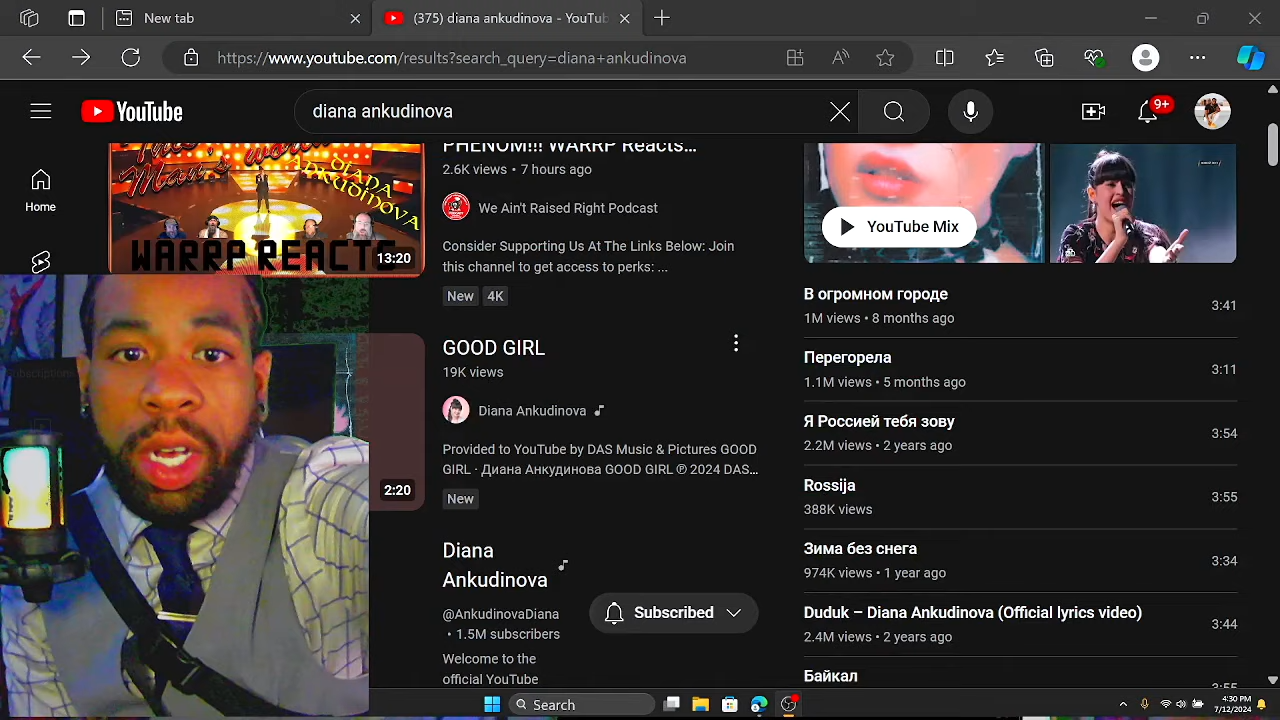 New tab
(375) diana ankudinova - YouTub
https://www.youtube.com/results?search_query=diana+ankudinova
YouTube
diana ankudinova
9+
Home
This
Man's world
DIANA
ANKUDINOVA
WARRP REACTS
13:20
PHENOM!!! WARRP Reacts...
2.6K views • 7 hours ago
We Ain't Raised Right Podcast
Consider Supporting Us At The Links Below: Join
this channel to get access to perks: ...
New 4K
GOOD GIRL
19K views
Diana Ankudinova
Provided to YouTube by DAS Music & Pictures GOOD
GIRL · Диана Анкудинова GOOD GIRL ℗ 2024 DAS...
New
2:20
Subscriptions
Diana
Ankudinova
@AnkudinovaDiana
• 1.5M subscribers
Subscribed
Welcome to the
official YouTube
YouTube Mix
В огромном городе
3:41
1M views • 8 months ago
Перегорела
3:11
1.1M views • 5 months ago
Я Россией тебя зову
3:54
2.2M views • 2 years ago
Rossija
3:55
388K views
Зима без снега
3:34
974K views • 1 year ago
Duduk – Diana Ankudinova (Official lyrics video)
3:44
2.4M views • 2 years ago
Байкал
3:55
Search
4:30 PM
7/12/2024